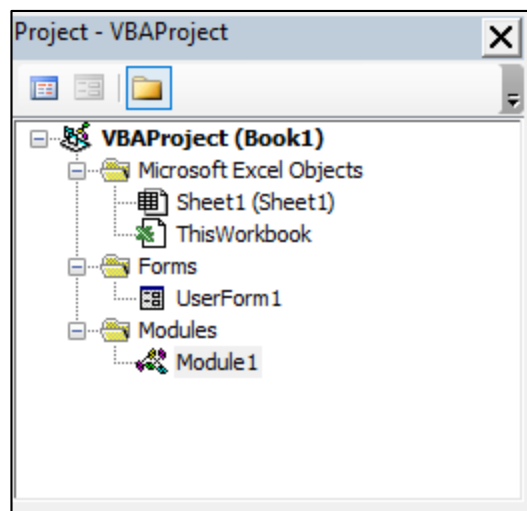 Project - VBAProject
VBAProject (Book1)
Microsoft Excel Objects
Sheet1 (Sheet1)
ThisWorkbook
Forms
UserForm1
Modules
Module1